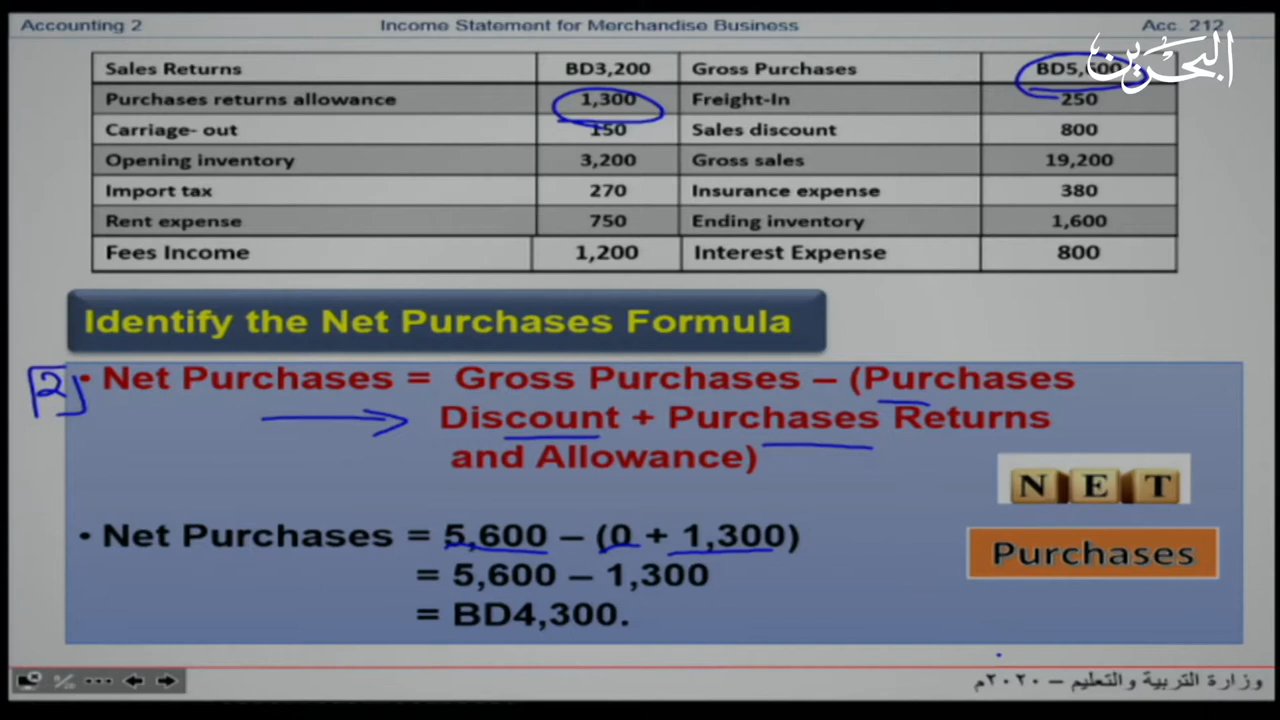 Accounting 2 Income Statement for Merchandise Business Acc. 212
البحرين
Sales Returns BD3,200 Gross Purchases BD5,600
Purchases returns allowance 1,300 Freight-In 250
Carriage- out 150 Sales discount 800
Opening inventory 3,200 Gross sales 19,200
Import tax 270 Insurance expense 380
Rent expense 750 Ending inventory 1,600
Fees Income 1,200 Interest Expense 800
Identify the Net Purchases Formula
2 • Net Purchases = Gross Purchases – (Purchases
Discount + Purchases Returns
and Allowance)
NET
• Net Purchases = 5,600 – (0 + 1,300)
Purchases
= 5,600 – 1,300
= BD4,300.
وزارة التربية والتعليم – ٢٠٢٠م